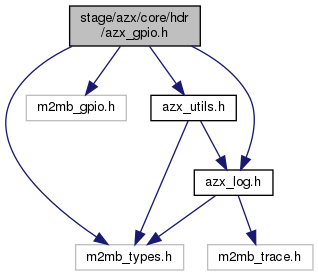 stage/azx/core/hdr
/azx_gpio.h
m2mb_gpio.h
azx_utils.h
azx_log.h
m2mb_types.h
m2mb_trace.h